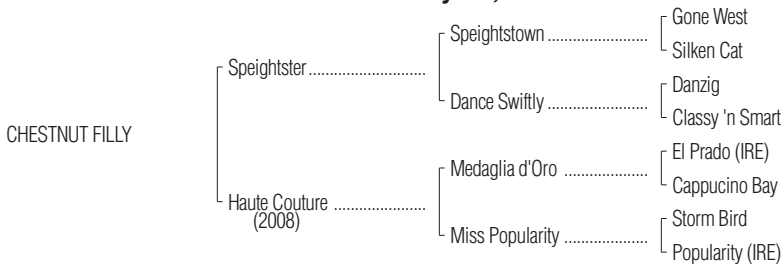 Gone West
Speightstown
Silken Cat
Speightster
Danzig
Dance Swiftly
Classy 'n Smart
CHESTNUT FILLY
El Prado (IRE)
Medaglia d'Oro
Cappucino Bay
Haute Couture
(2008)
Storm Bird
Miss Popularity
Popularity (IRE)